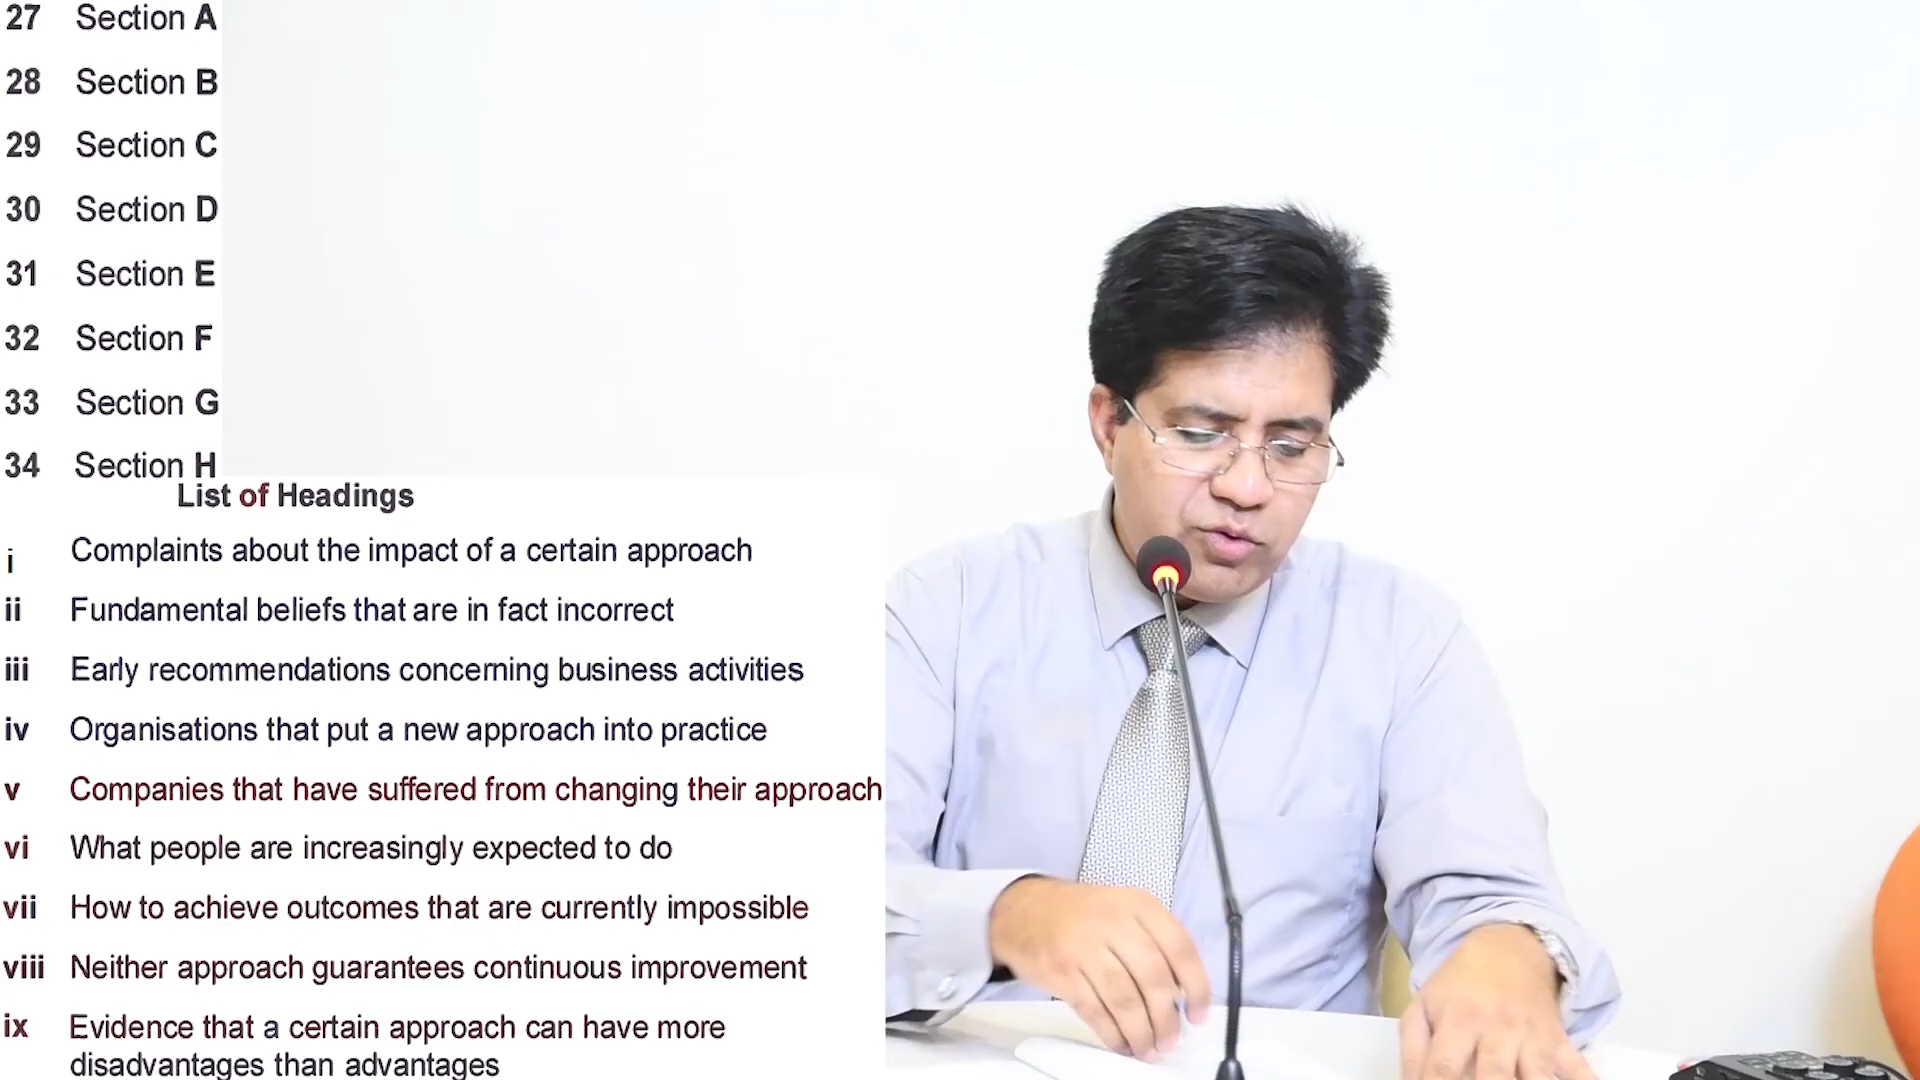 27 Section A
28 Section B
29 Section C
30 Section D
31 Section E
32 Section F
33 Section G
34 Section H
List of Headings
i Complaints about the impact of a certain approach
ii Fundamental beliefs that are in fact incorrect
iii Early recommendations concerning business activities
iv Organisations that put a new approach into practice
v Companies that have suffered from changing their approach
vi What people are increasingly expected to do
vii How to achieve outcomes that are currently impossible
viii Neither approach guarantees continuous improvement
ix Evidence that a certain approach can have more
disadvantages than advantages